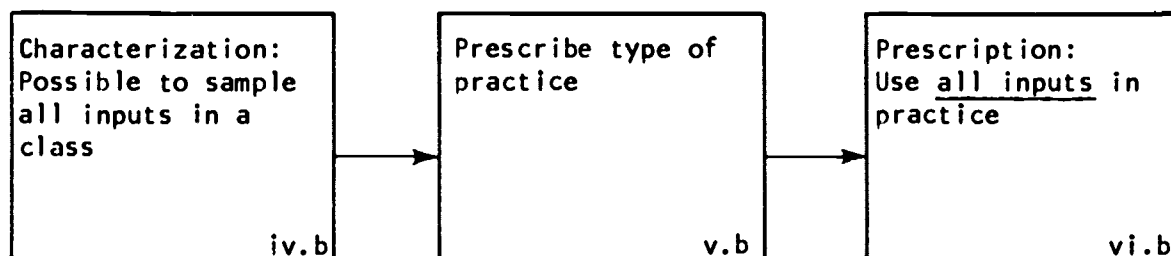 Characterization:
Possible to sample
all inputs in a
class
iv.b
Prescribe type of
practice
v.b
Prescription:
Use all inputs in
practice
vi.b